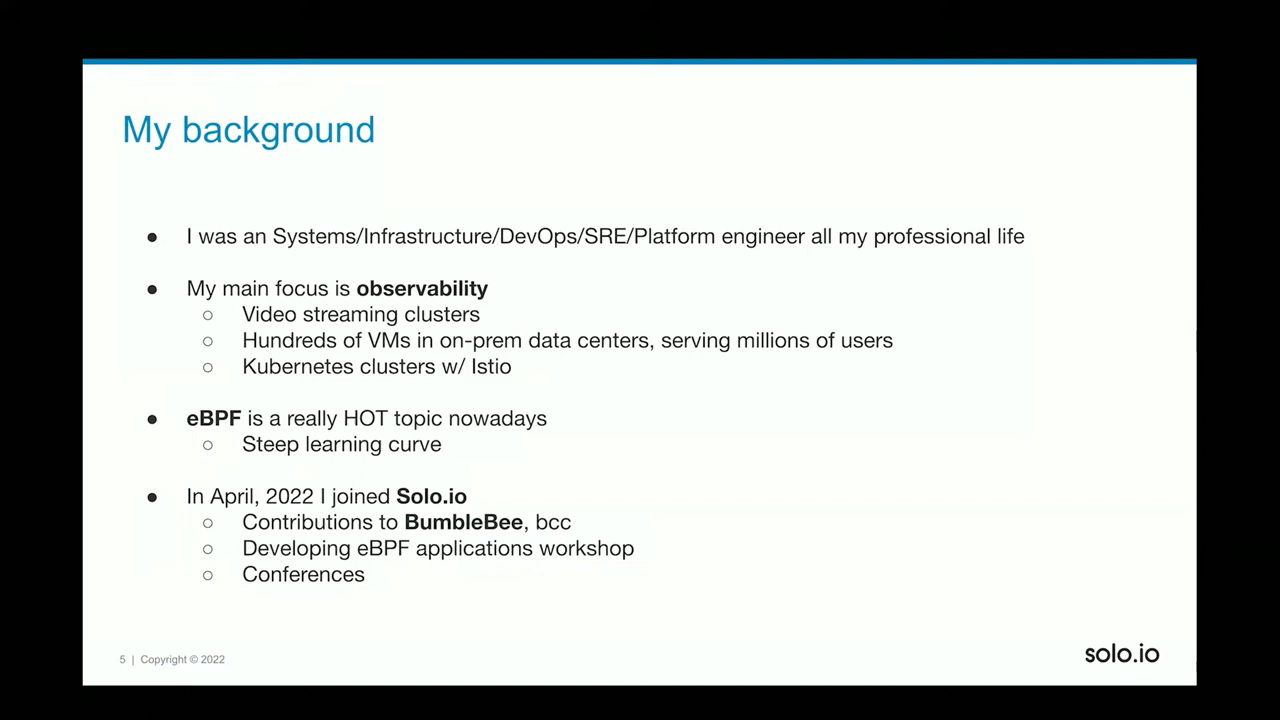 My background
● I was an Systems/Infrastructure/DevOps/SRE/Platform engineer all my professional life
● My main focus is observability
○ Video streaming clusters
○ Hundreds of VMs in on-prem data centers, serving millions of users
○ Kubernetes clusters w/ Istio
● eBPF is a really HOT topic nowadays
○ Steep learning curve
● In April, 2022 I joined Solo.io
○ Contributions to BumbleBee, bcc
○ Developing eBPF applications workshop
○ Conferences
5 | Copyright © 2022
solo.io